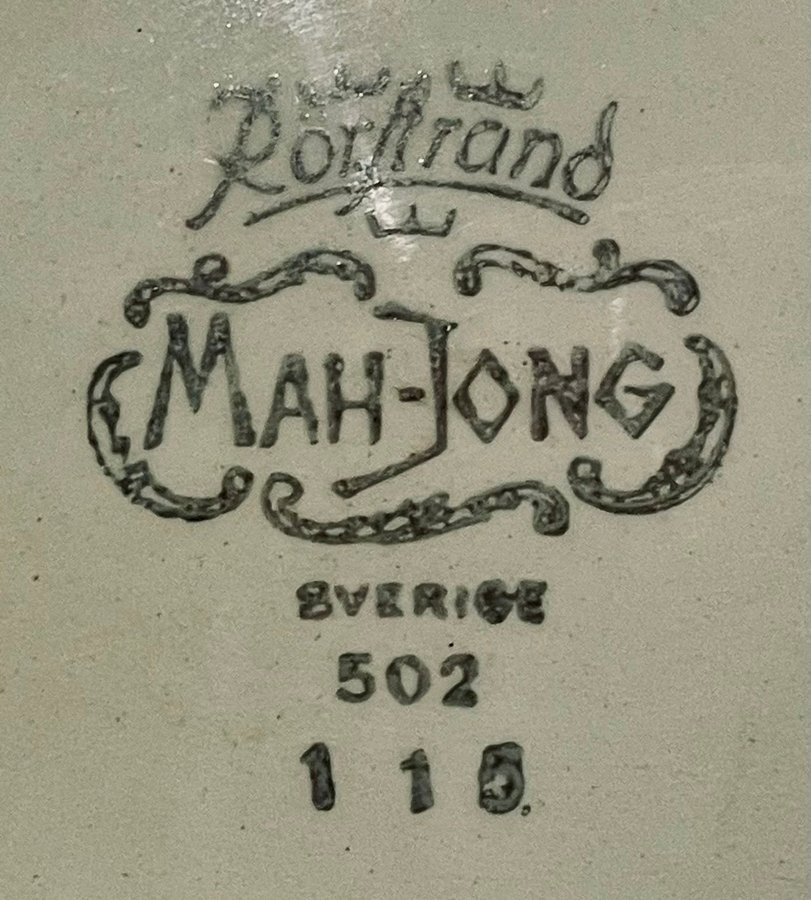 Rörstrand
MAH-JONG
SVERIGE
502
1 1 5